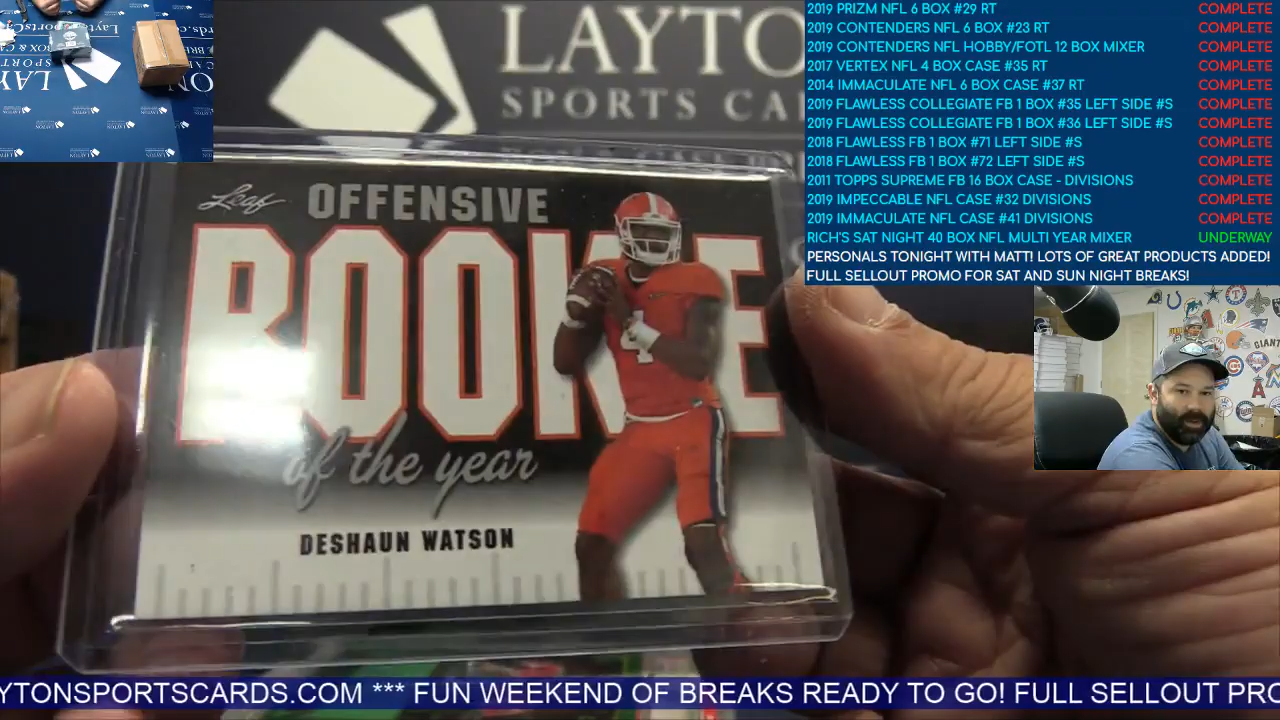 2019 PRIZM NFL 6 BOX #29 RT COMPLETE
2019 CONTENDERS NFL 6 BOX #23 RT COMPLETE
2019 CONTENDERS NFL HOBBY/FOTL 12 BOX MIXER COMPLETE
2017 VERTEX NFL 4 BOX CASE #35 RT COMPLETE
2014 IMMACULATE NFL 6 BOX CASE #37 RT COMPLETE
2019 FLAWLESS COLLEGIATE FB 1 BOX #35 LEFT SIDE #S COMPLETE
2019 FLAWLESS COLLEGIATE FB 1 BOX #36 LEFT SIDE #S COMPLETE
2018 FLAWLESS FB 1 BOX #71 LEFT SIDE #S COMPLETE
2018 FLAWLESS FB 1 BOX #72 LEFT SIDE #S COMPLETE
2011 TOPPS SUPREME FB 16 BOX CASE - DIVISIONS COMPLETE
2019 IMPECCABLE NFL CASE #32 DIVISIONS COMPLETE
2019 IMMACULATE NFL CASE #41 DIVISIONS COMPLETE
RICH'S SAT NIGHT 40 BOX NFL MULTI YEAR MIXER UNDERWAY
PERSONALS TONIGHT WITH MATT! LOTS OF GREAT PRODUCTS ADDED!
FULL SELLOUT PROMO FOR SAT AND SUN NIGHT BREAKS!
LAYTO
SPORTS CA
Leaf
OFFENSIVE
ROOKIE
of the year
DESHAUN WATSON
4
GIANT
YTONSPORTSCARDS.COM *** FUN WEEKEND OF BREAKS READY TO GO! FULL SELLOUT PRO